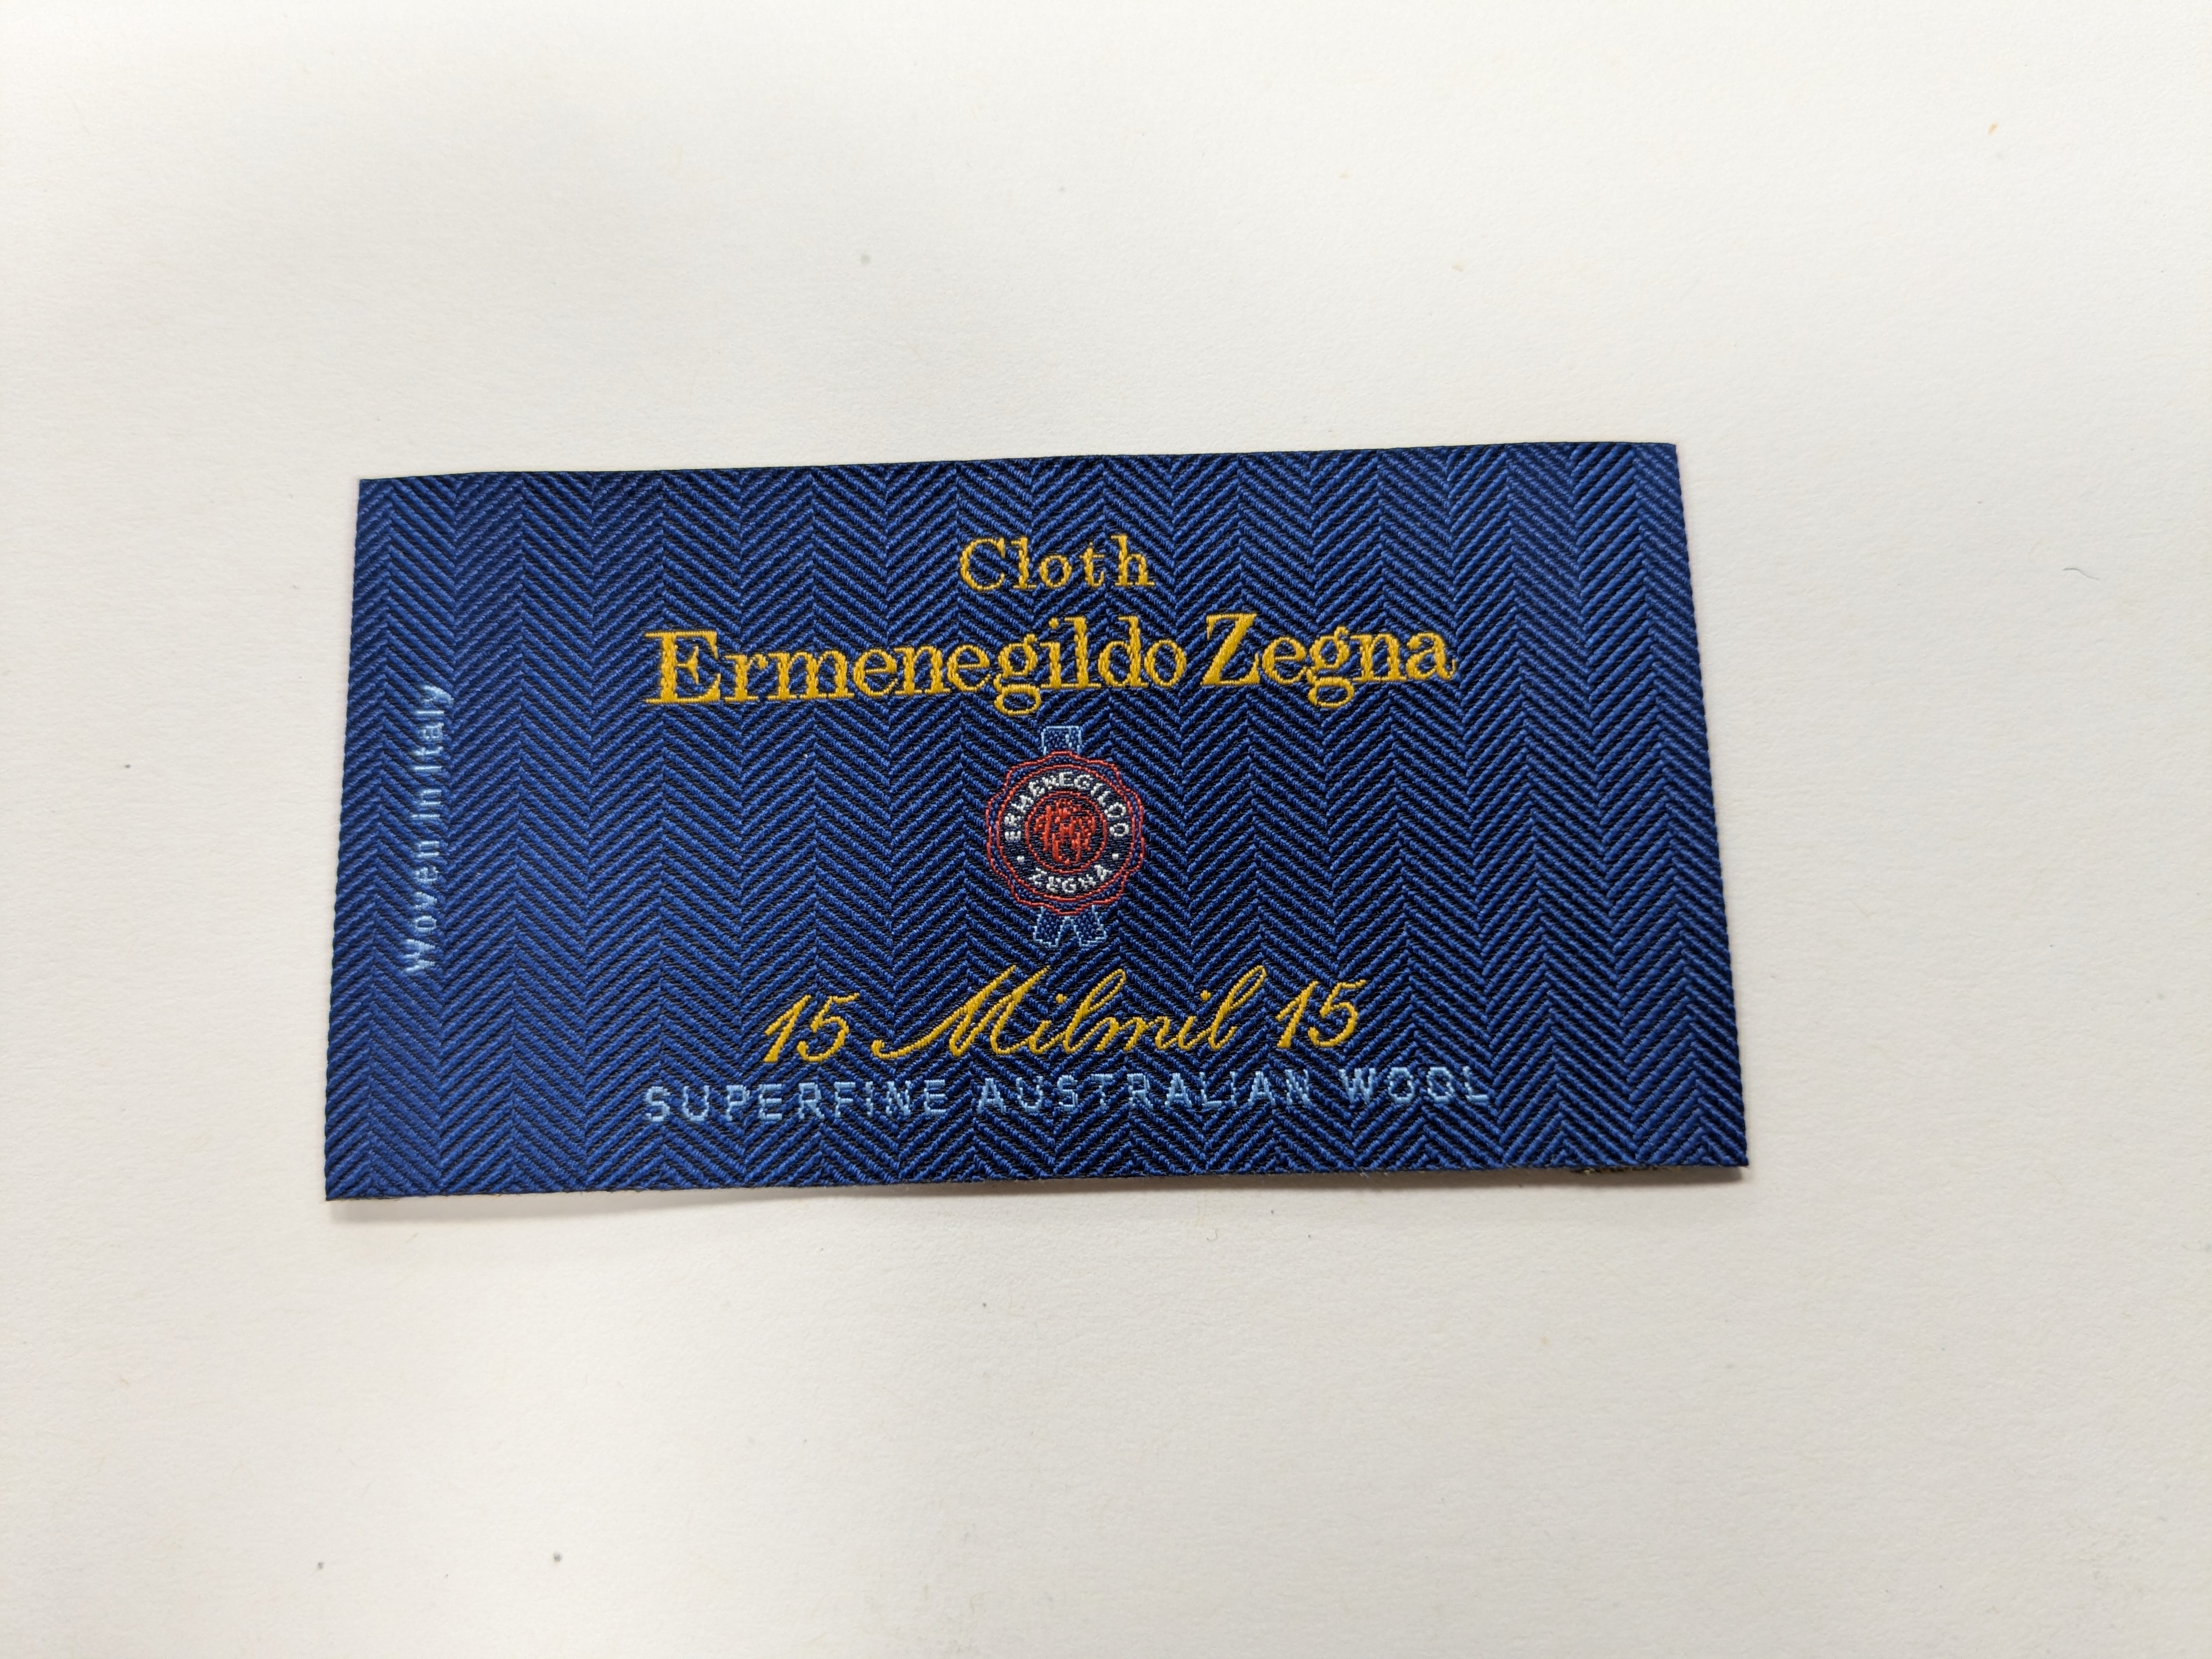 Cloth
Ermenegildo Zegna
ERMENEGILDO
ZEGNA
15 Milmil 15
SUPERFINE AUSTRALIAN WOOL
Woven in Italy